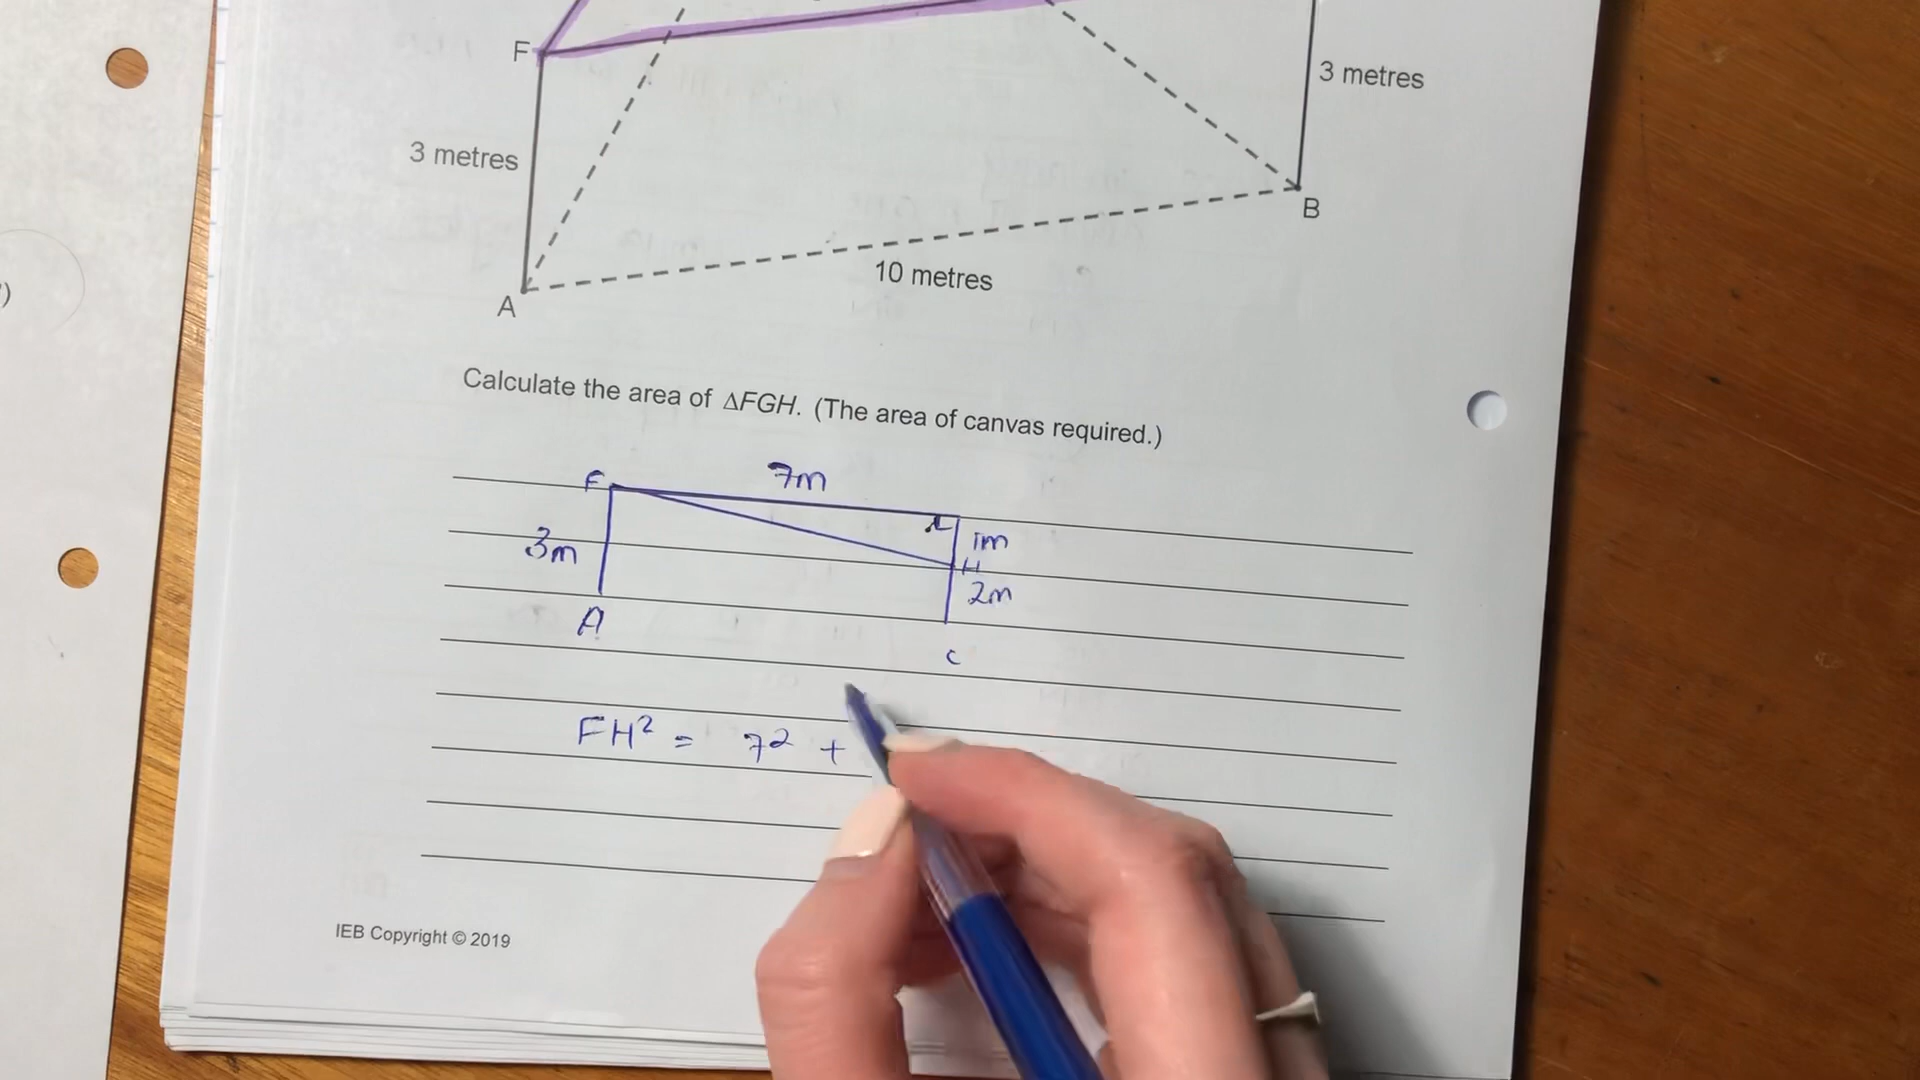 F
3 metres
3 metres
B
10 metres
A
Calculate the area of ΔFGH. (The area of canvas required.)
F
7m
3m
1m
H
2m
A
C
FH² = 7² +
IEB Copyright © 2019
)